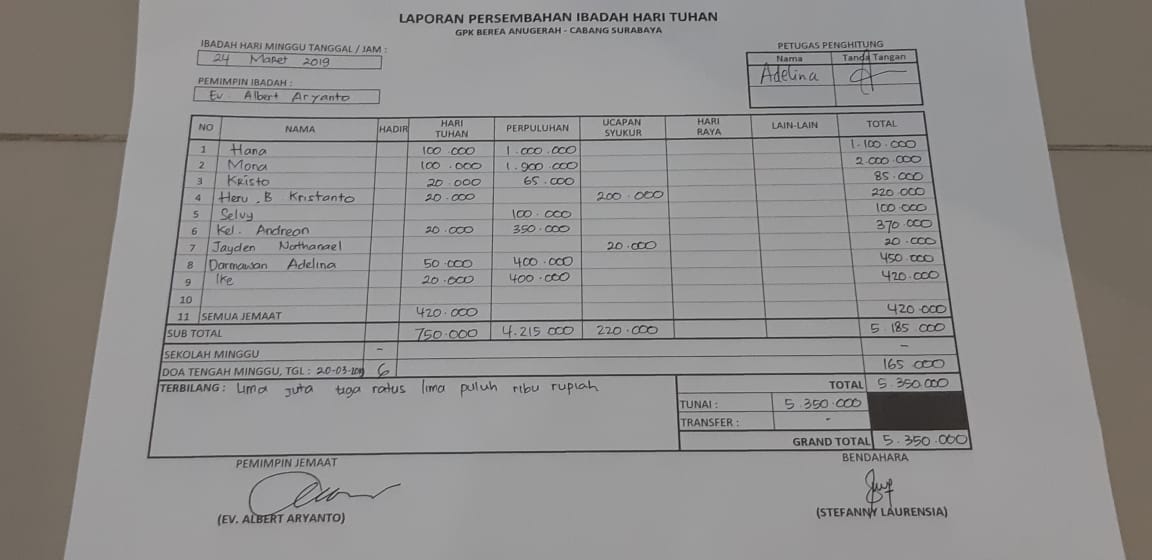 LAPORAN PERSEMBAHAN IBADAH HARI TUHAN
GPK BEREA ANUGERAH - CABANG SURABAYA
IBADAH HARI MINGGU TANGGAL / JAM :
24 Maret 2019
PEMIMPIN IBADAH :
Ev. Albert Aryanto
PETUGAS PENGHITUNG
Nama Tanda Tangan
Adelina
NO NAMA HADIR HARI TUHAN PERPULUHAN UCAPAN SYUKUR HARI RAYA LAIN-LAIN TOTAL
1 Hana 100.000 1.000.000 1.100.000
2 Mona 100.000 1.900.000 2.000.000
3 Kristo 20.000 65.000 85.000
4 Heru.B Kristanto 20.000 200.000 220.000
5 Selvy 100.000 100.000
6 Kel. Andreon 20.000 350.000 370.000
7 Jayden Nathanael 20.000 20.000
8 Darmawan Adelina 50.000 400.000 450.000
9 Ike 20.000 400.000 420.000
10
11 SEMUA JEMAAT 420.000 420.000
SUB TOTAL 750.000 4.215.000 220.000 5.185.000
SEKOLAH MINGGU - -
DOA TENGAH MINGGU, TGL : 20-03-2019 6 165.000
TERBILANG : Lima juta tiga ratus lima puluh ribu rupiah
TOTAL 5.350.000
TUNAI : 5.350.000
TRANSFER : -
GRAND TOTAL 5.350.000
PEMIMPIN JEMAAT
BENDAHARA
(EV. ALBERT ARYANTO)
(STEFANNY LAURENSIA)